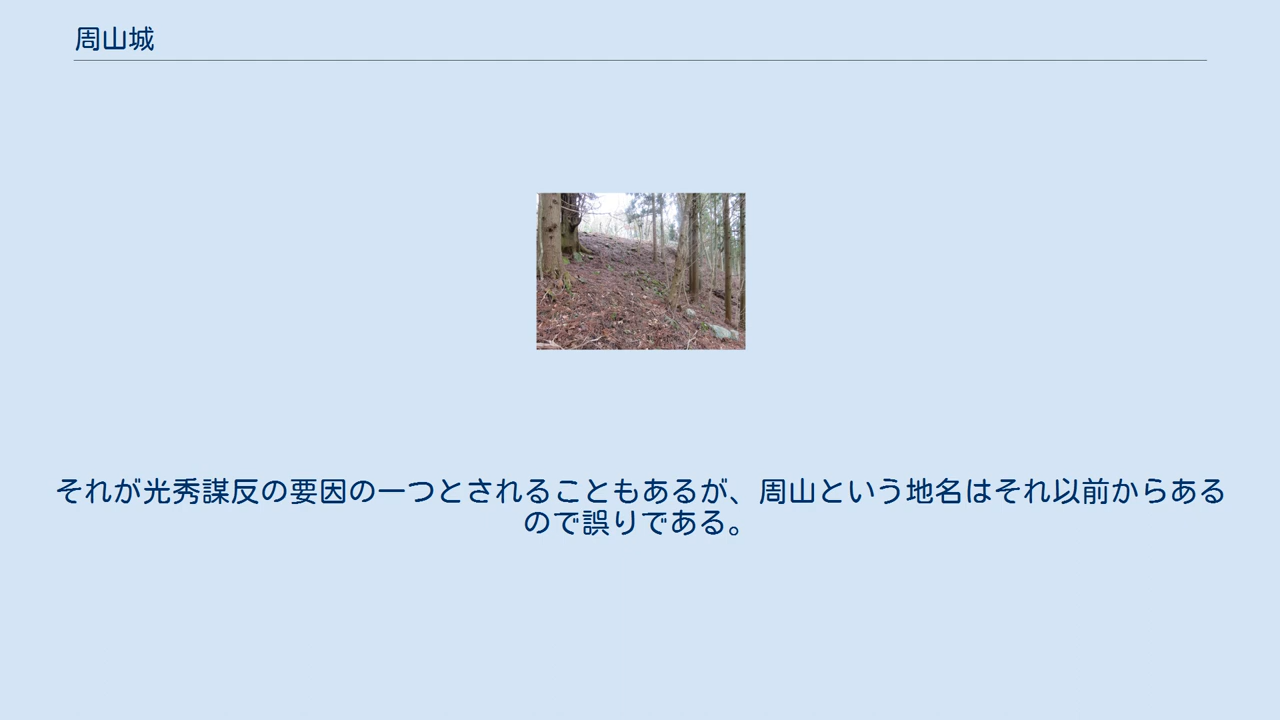 周山城
それが光秀謀反の要因の一つとされることもあるが、周山という地名はそれ以前からある
ので誤りである。